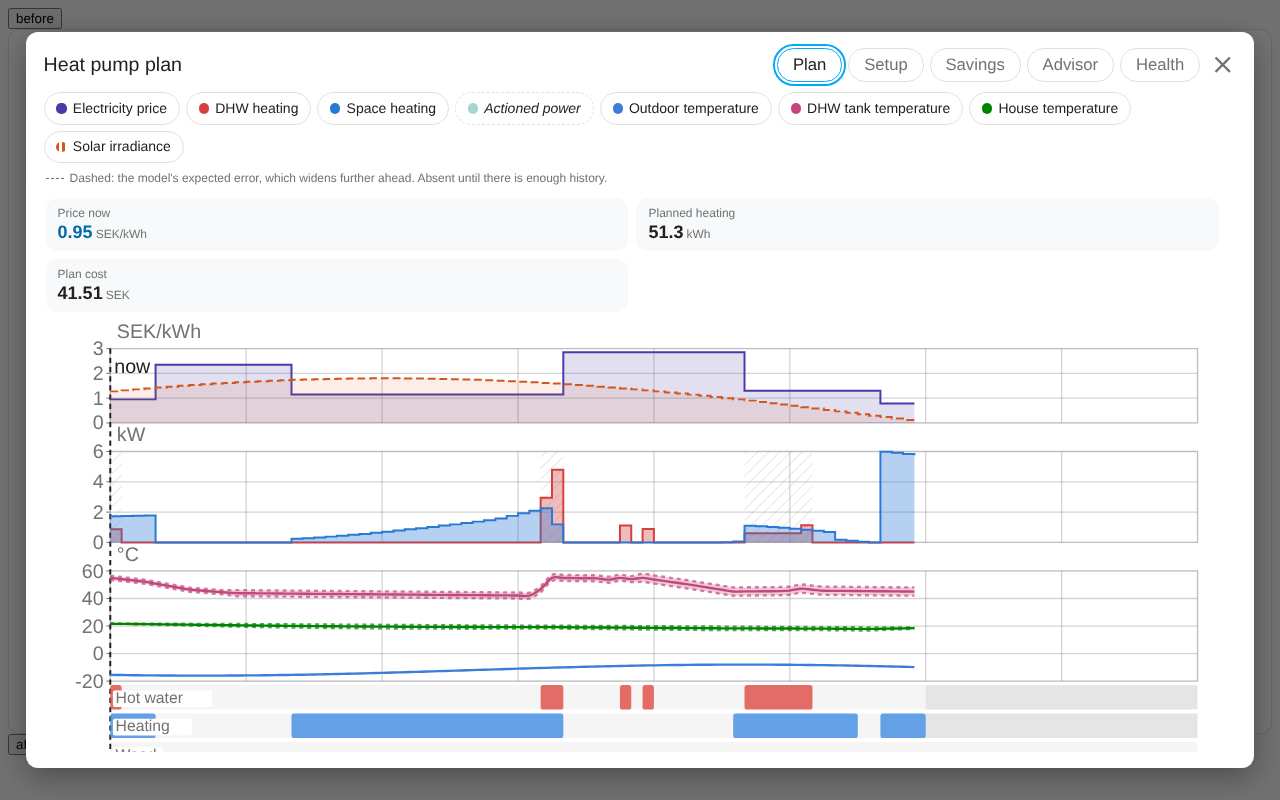 before
Heat pump plan
Plan
Setup
Savings
Advisor
Health
Electricity price
DHW heating
Space heating
Actioned power
Outdoor temperature
DHW tank temperature
House temperature
Solar irradiance
Dashed: the model's expected error, which widens further ahead. Absent until there is enough history.
Price now
0.95 SEK/kWh
Planned heating
51.3 kWh
Plan cost
41.51 SEK
SEK/kWh
3
now
2
1
0
kW
6
4
2
0
°C
60
40
20
0
-20
Hot water
Heating